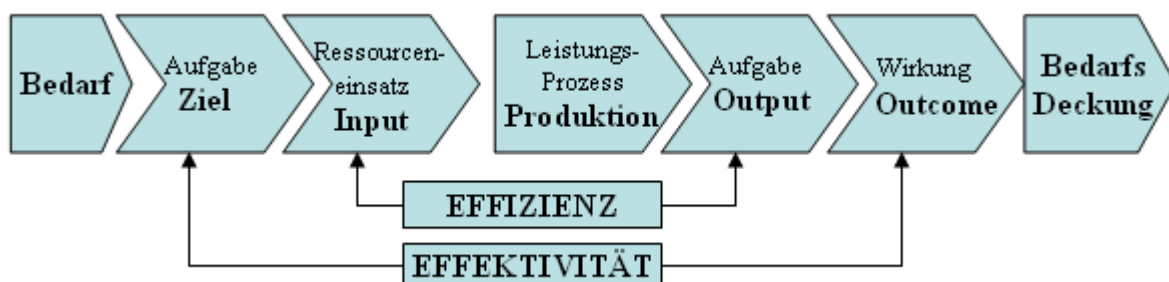 Bedarf
Aufgabe
Ziel
Ressourcen-
einsatz
Input
Leistungs-
Prozess
Produktion
Aufgabe
Output
Wirkung
Outcome
Bedarfs
Deckung
EFFIZIENZ
EFFEKTIVITÄT